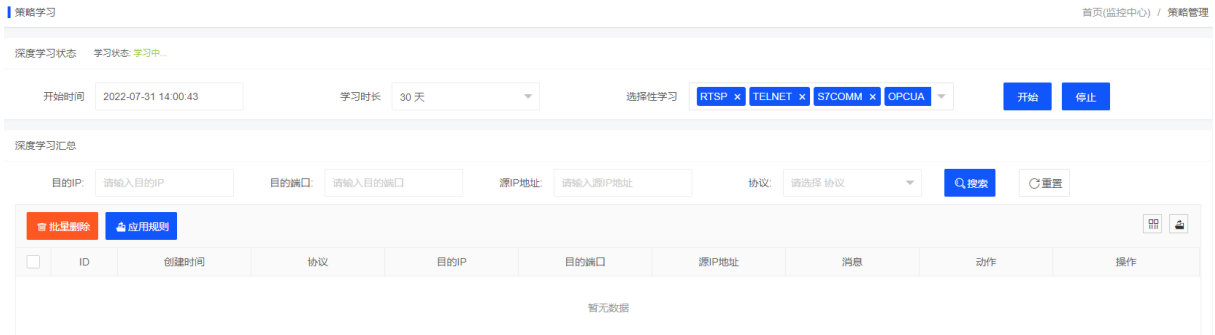 策略学习 首页(监控中心) / 策略管理
深度学习状态 学习状态: 学习中...
开始时间 2022-07-31 14:00:43 学习时长 30 天 选择性学习 RTSP × TELNET × S7COMM × OPCUA 开始 停止
深度学习汇总
目的IP: 请输入目的IP 目的端口: 请输入目的端口 源IP地址: 请输入源IP地址 协议: 请选择 协议 搜索 重置
批量删除 应用规则
ID 创建时间 协议 目的IP 目的端口 源IP地址 消息 动作 操作
暂无数据